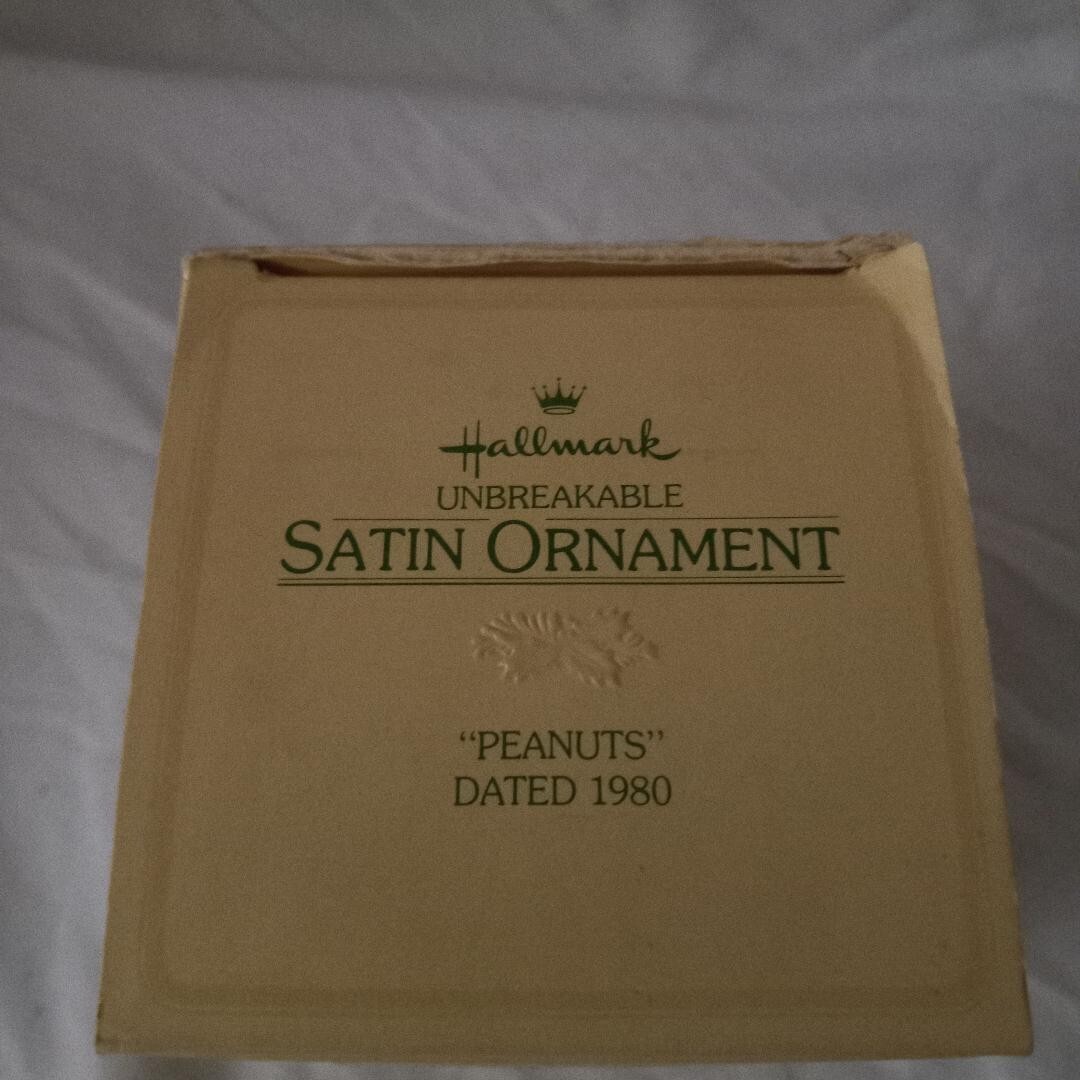 Hallmark
UNBREAKABLE
SATIN ORNAMENT
“PEANUTS”
DATED 1980